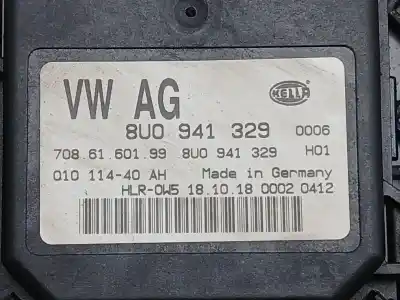 VW AG
HELLA
8U0 941 329 0006
708.61.601.99 8U0 941 329 H01
010 114-40 AH Made in Germany
HLR-OW5 18.10.18 0002 0412